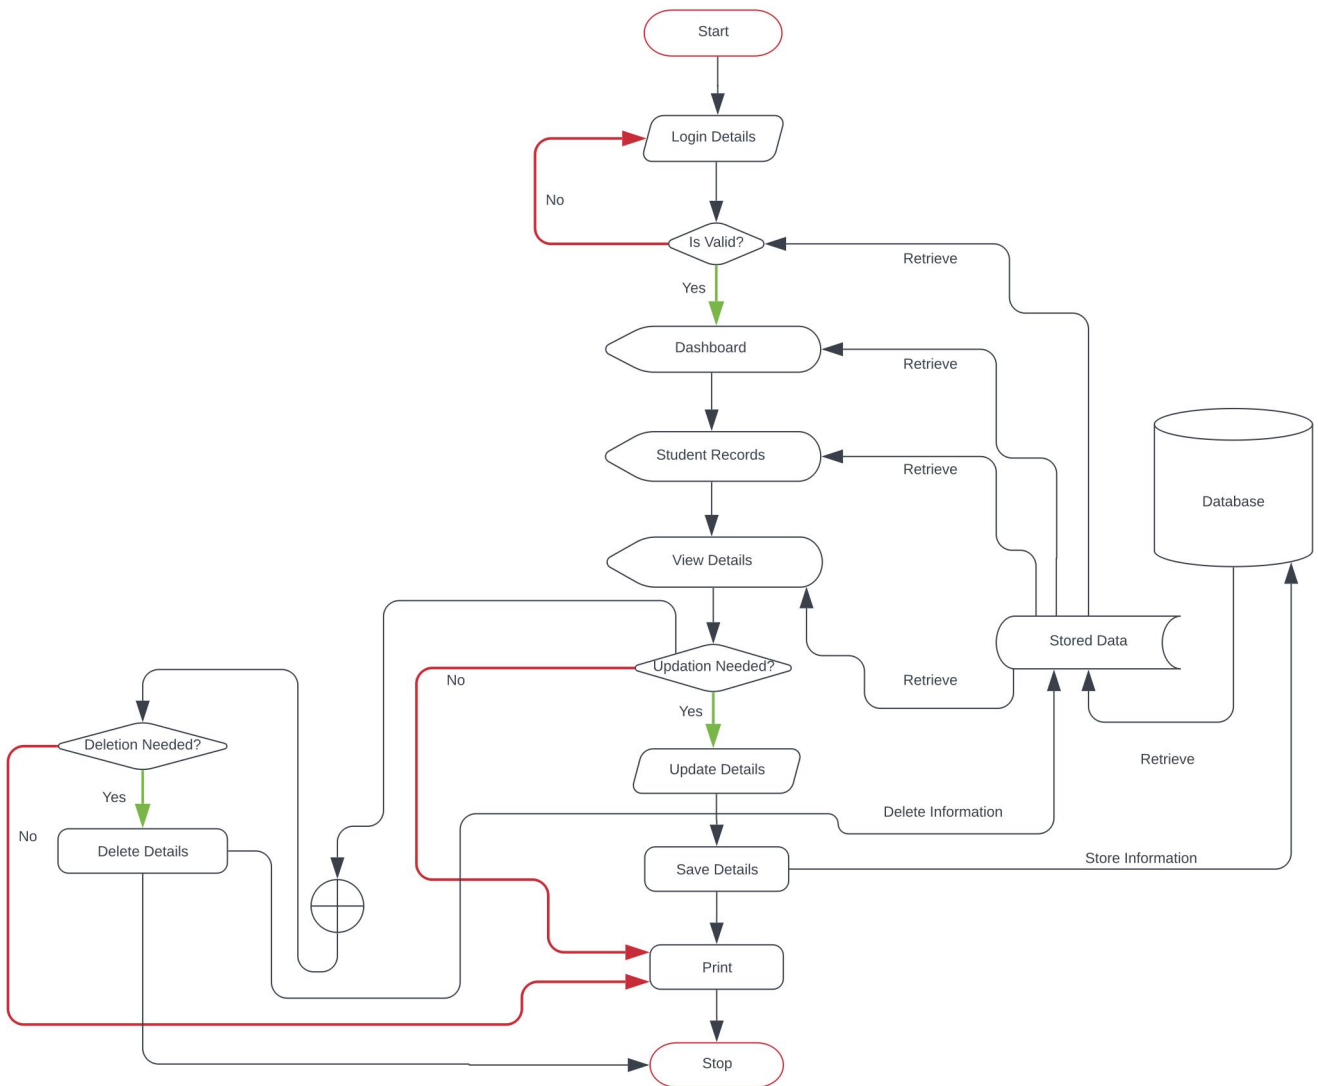 Start
Login Details
No
Is Valid?
Retrieve
Yes
Dashboard
Retrieve
Student Records
Retrieve
Database
View Details
Stored Data
Updation Needed?
No
Retrieve
Yes
Deletion Needed?
Retrieve
Update Details
Yes
Delete Information
No
Delete Details
Store Information
Save Details
Print
Stop